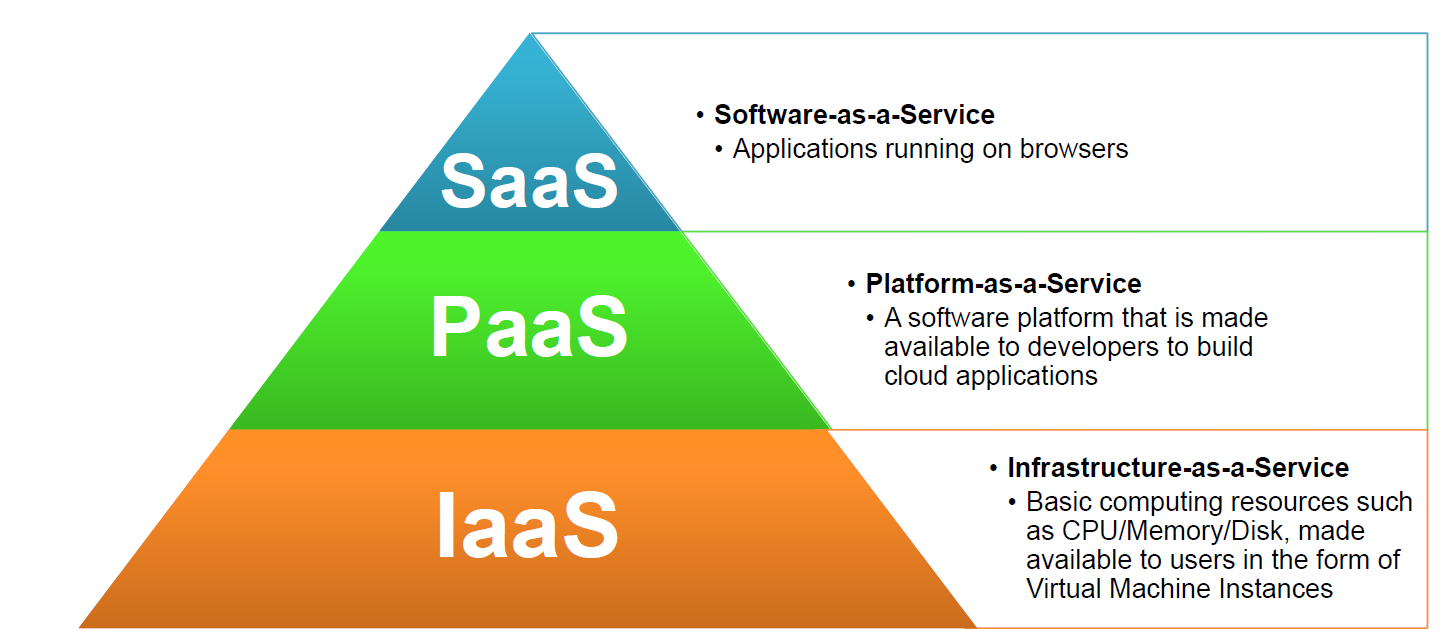 SaaS
• Software-as-a-Service
• Applications running on browsers
PaaS
• Platform-as-a-Service
• A software platform that is made
available to developers to build
cloud applications
IaaS
• Infrastructure-as-a-Service
• Basic computing resources such
as CPU/Memory/Disk, made
available to users in the form of
Virtual Machine Instances